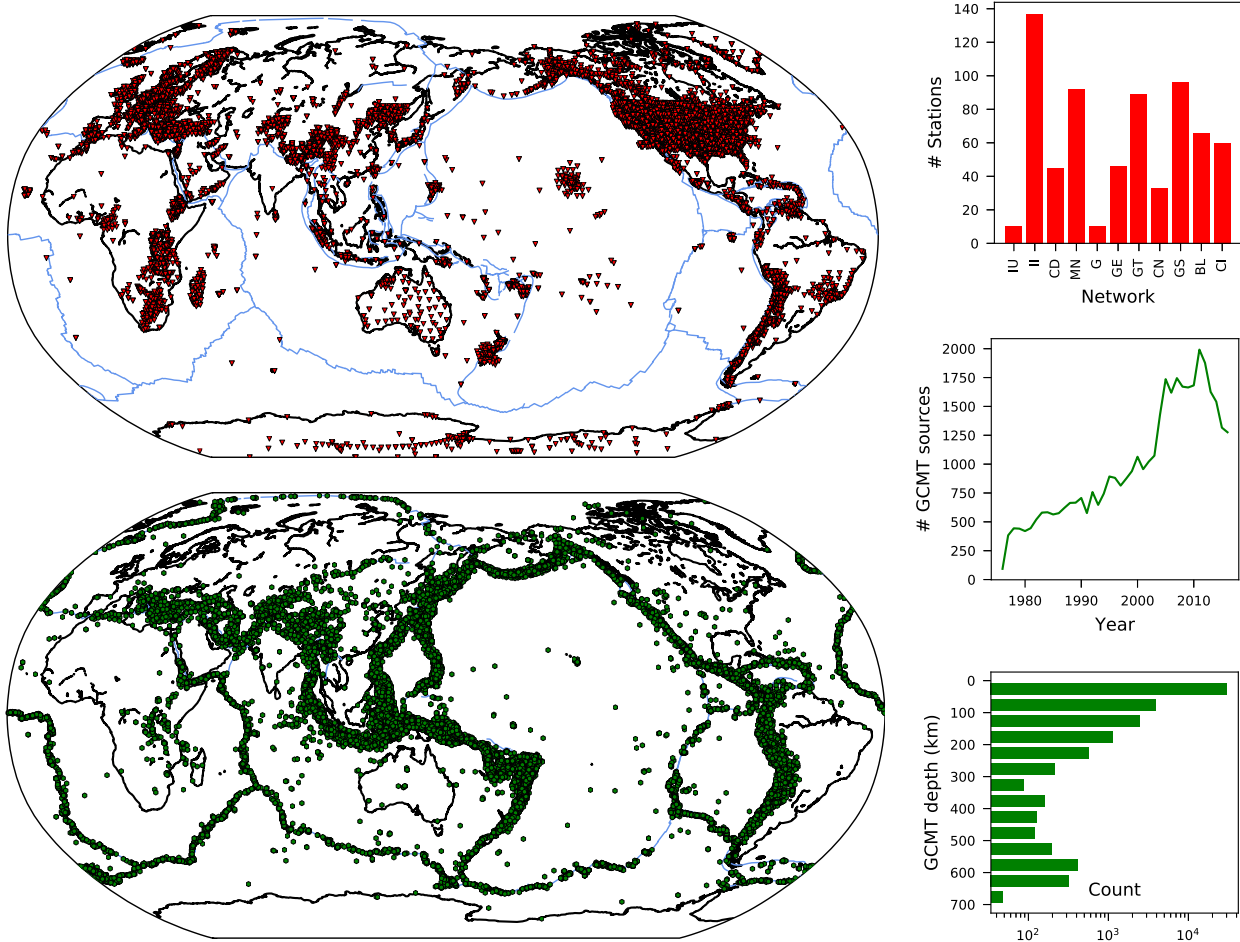 140
120
100
80
60
40
20
0
# Stations
IU
II
CD
MN
G
GE
GT
CN
GS
BL
CI
Network
2000
1750
1500
1250
1000
750
500
250
0
# GCMT sources
1980 1990 2000 2010
Year
0
100
200
300
400
500
600
700
GCMT depth (km)
Count
10² 10³ 10⁴